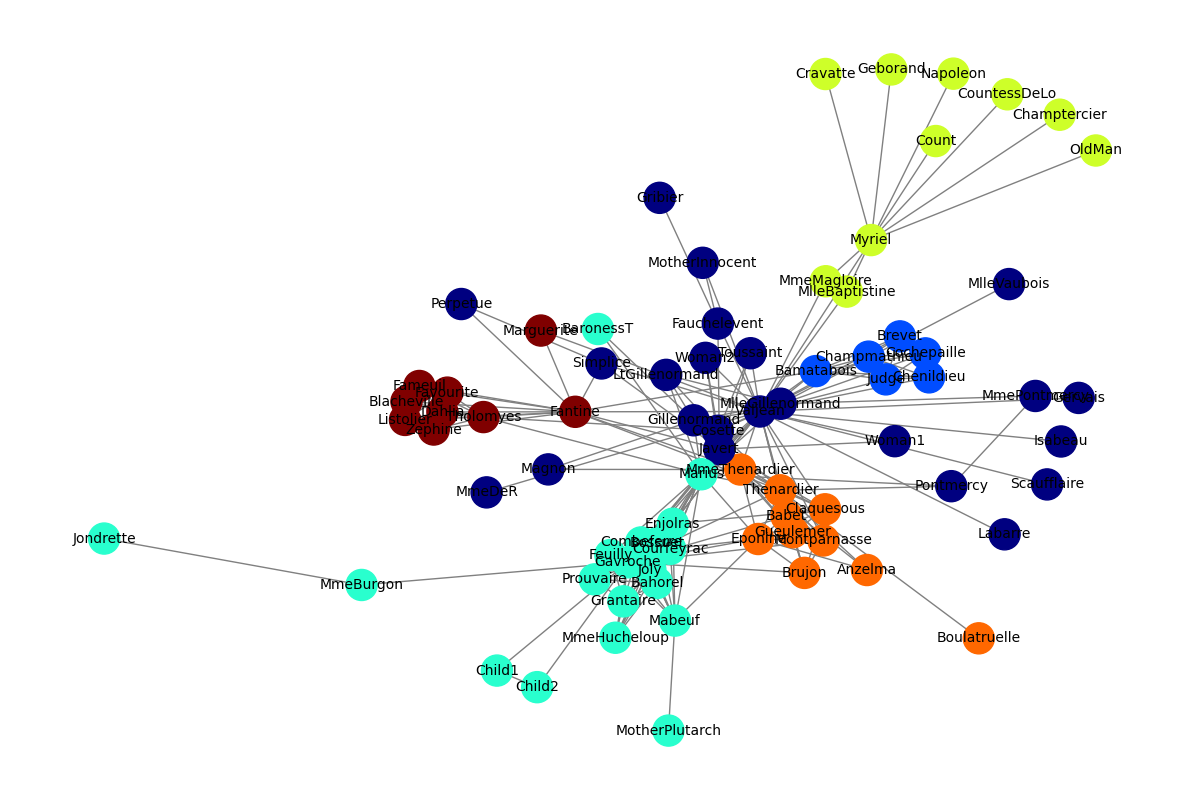 Cravatte
Geborand
Napoleon
CountessDeLo
Champtercier
Count
OldMan
Gribier
Myriel
MotherInnocent
MmeMagloire
MlleBaptistine
MlleVaubois
Perpetue
Marguerite
BaronessT
Fauchelevent
Brevet
Simplice
Woman2
Toussaint
Champmathieu
Cochepaille
LtGillenormand
Bamatabois
Judge
Chenildieu
Fameuil
Favourite
Blacheville
Dahlia
Listolier
Zephine
Tholomyes
Fantine
Gillenormand
MlleGillenormand
Valjean
MmePontmercy
Gervais
Cosette
Javert
Woman1
Isabeau
Magnon
MmeDeR
Marius
MmeThenardier
Thenardier
Pontmercy
Scaufflaire
Claquesous
Babet
Gueulemer
Enjolras
Eponine
Montparnasse
Labarre
Jondrette
Combeferre
Bossuet
Courfeyrac
Feuilly
Gavroche
Joly
Prouvaire
Bahorel
Brujon
Anzelma
MmeBurgon
Grantaire
Mabeuf
MmeHucheloup
Boulatruelle
Child1
Child2
MotherPlutarch